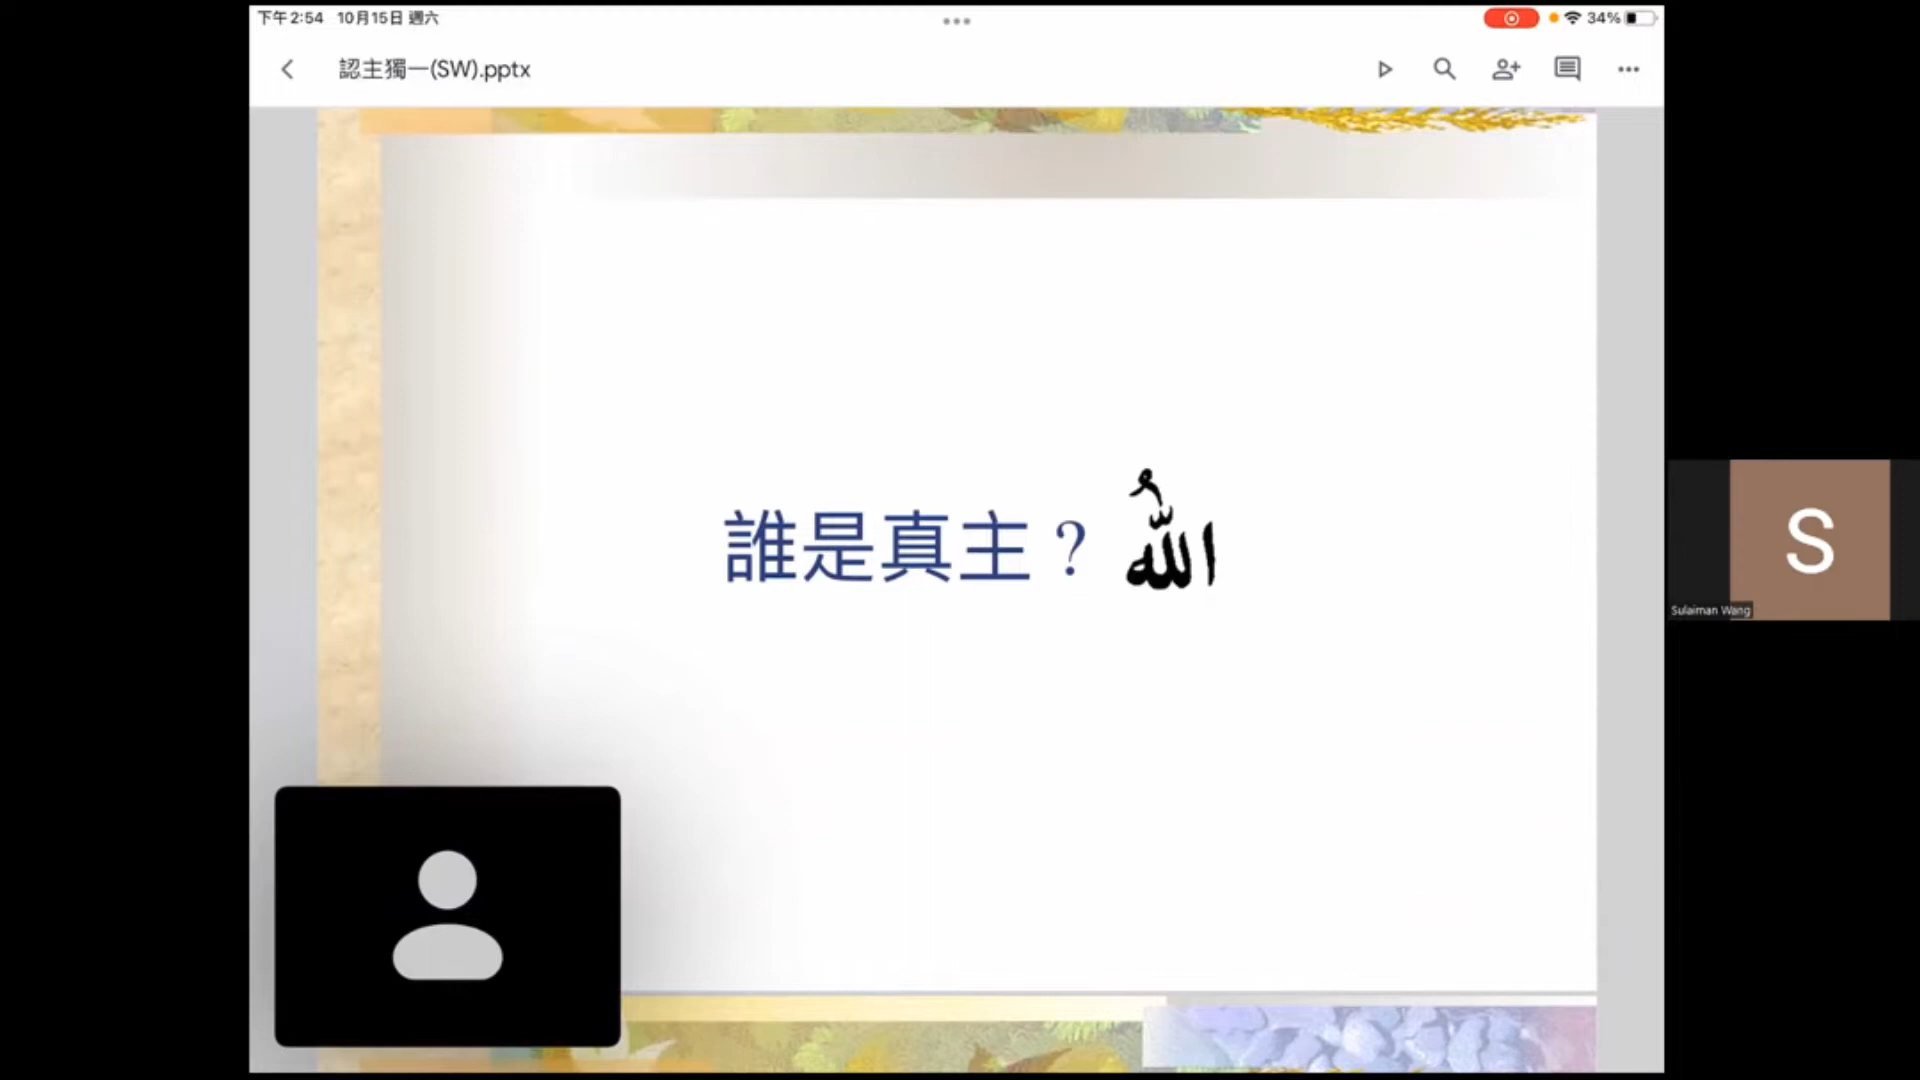 下午2:54 10月15日 週六
34%
認主獨一(SW).pptx
誰是真主? اللهُ
S
Sulaiman Wang